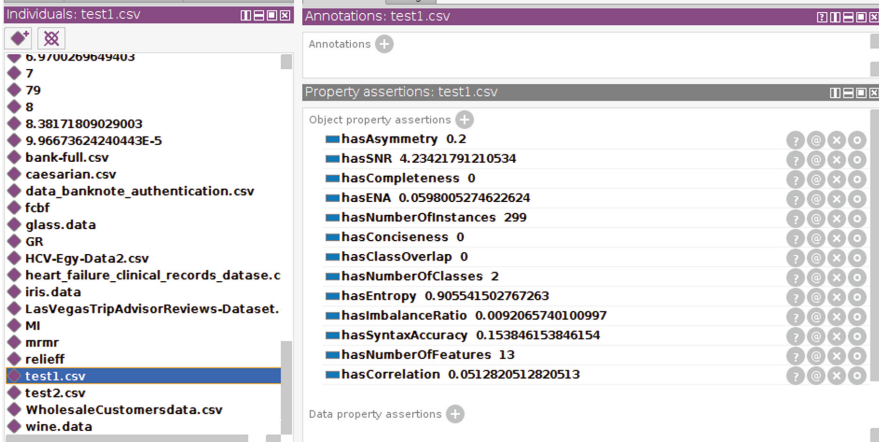 Individuals: test1.csv
6.9700269649403
7
79
8
8.38171809029003
9.96673624240443E-5
bank-full.csv
caesarian.csv
data_banknote_authentication.csv
fcbf
glass.data
GR
HCV-Egy-Data2.csv
heart_failure_clinical_records_datase.c
iris.data
LasVegasTripAdvisorReviews-Dataset.
MI
mrmr
relieff
test1.csv
test2.csv
WholesaleCustomersdata.csv
wine.data
Annotations: test1.csv
Annotations
Property assertions: test1.csv
Object property assertions
hasAsymmetry 0.2
hasSNR 4.23421791210534
hasCompleteness 0
hasENA 0.0598005274622624
hasNumberOfInstances 299
hasConciseness 0
hasClassOverlap 0
hasNumberOfClasses 2
hasEntropy 0.905541502767263
hasImbalanceRatio 0.0092065740100997
hasSyntaxAccuracy 0.153846153846154
hasNumberOfFeatures 13
hasCorrelation 0.0512820512820513
Data property assertions